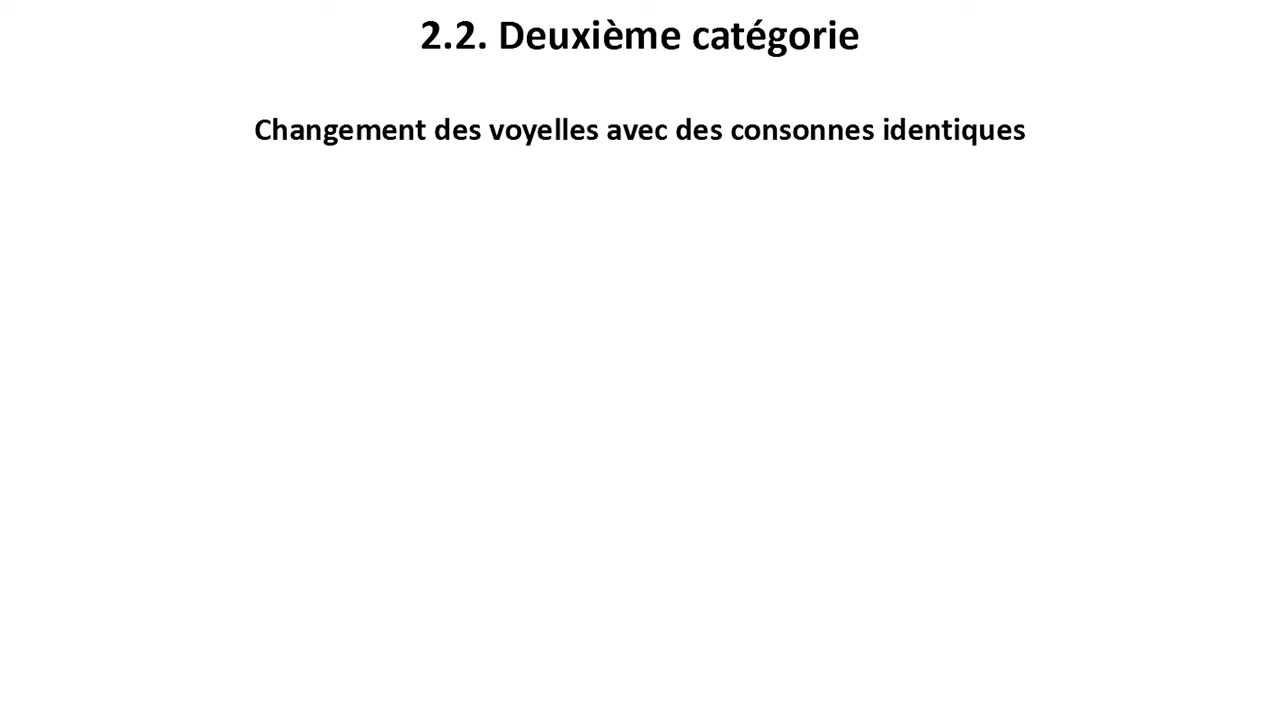 2.2. Deuxième catégorie
Changement des voyelles avec des consonnes identiques